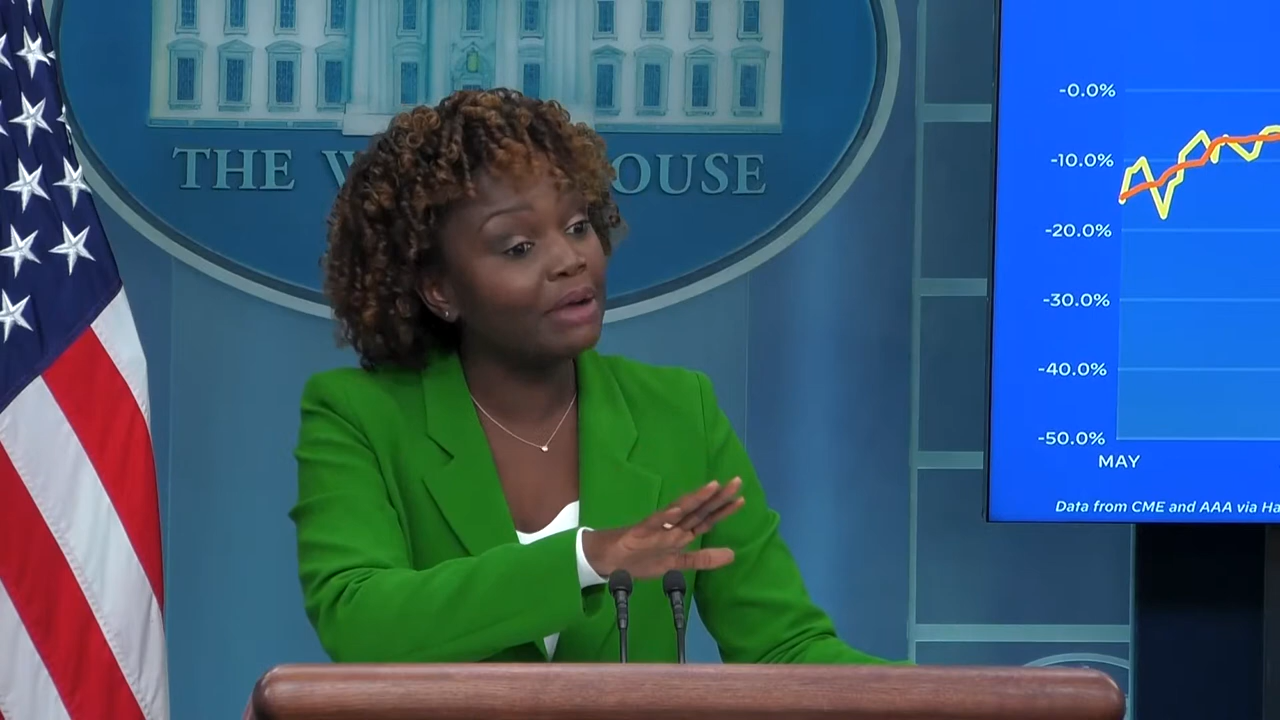 THE W OUSE
-0.0%
-10.0%
-20.0%
-30.0%
-40.0%
-50.0%
MAY
Data from CME and AAA via Ha